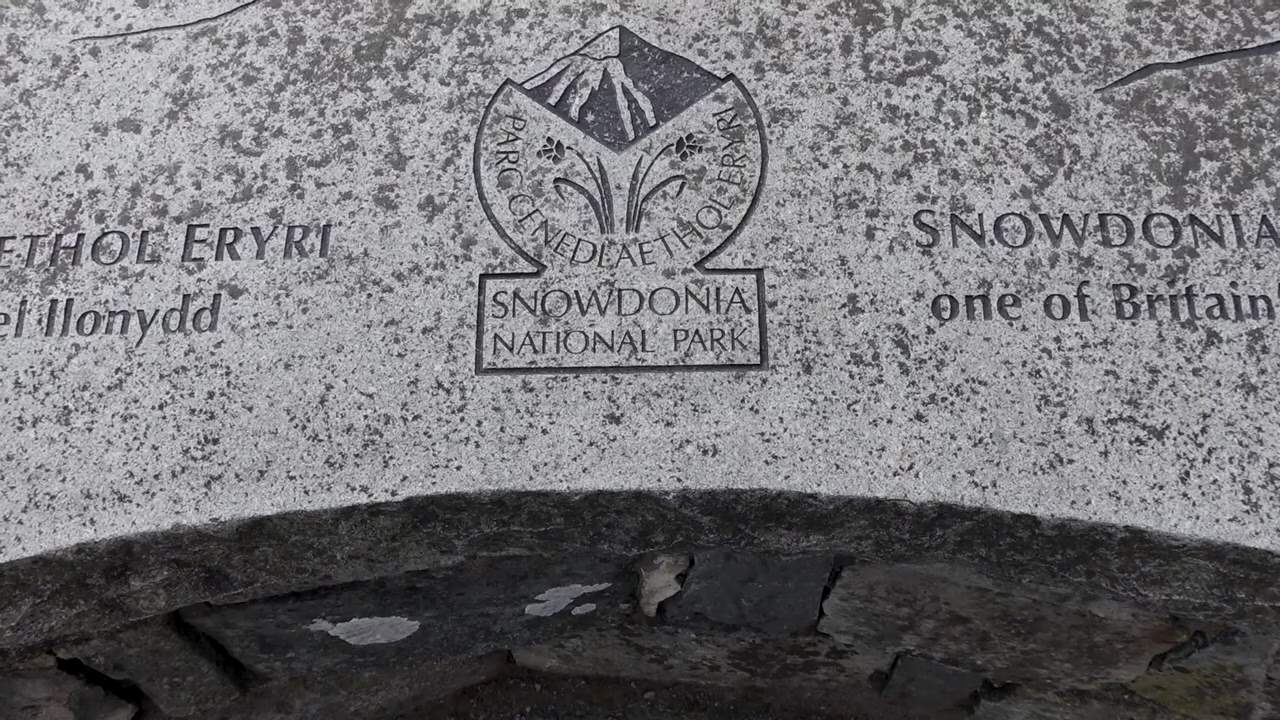 ETHOL ERYRI
el llonydd
PARC CENEDLAETHOL ERYRI
SNOWDONIA
NATIONAL PARK
SNOWDONIA
one of Britain